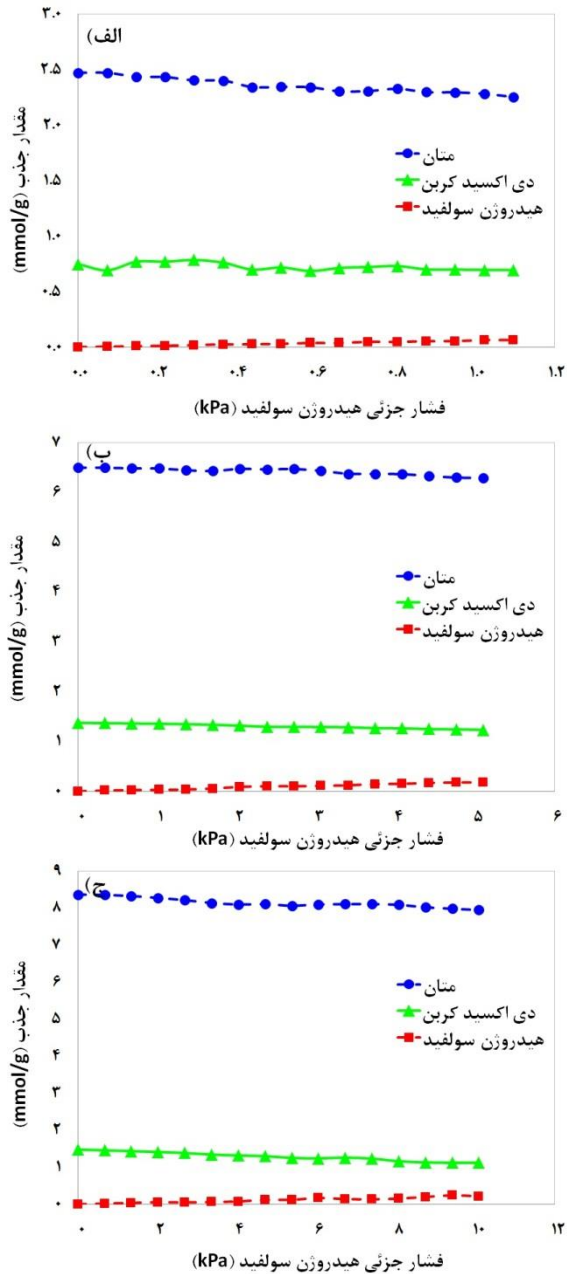 الف)
۳.۰
۲.۵
۲.۰
۱.۵
۱.۰
۰.۵
۰.۰
مقدار جذب (mmol/g)
متان
دی اکسید کربن
هیدروژن سولفید
۰.۰ ۰.۲ ۰.۴ ۰.۶ ۰.۸ ۱.۰ ۱.۲
فشار جزئی هیدروژن سولفید (kPa)
ب)
۷
۶
۵
۴
۳
۲
۱
۰
مقدار جذب (mmol/g)
متان
دی اکسید کربن
هیدروژن سولفید
۰ ۱ ۲ ۳ ۴ ۵ ۶
فشار جزئی هیدروژن سولفید (kPa)
ج)
۹
۸
۷
۶
۵
۴
۳
۲
۱
۰
مقدار جذب (mmol/g)
متان
دی اکسید کربن
هیدروژن سولفید
۰ ۲ ۴ ۶ ۸ ۱۰ ۱۲
فشار جزئی هیدروژن سولفید (kPa)